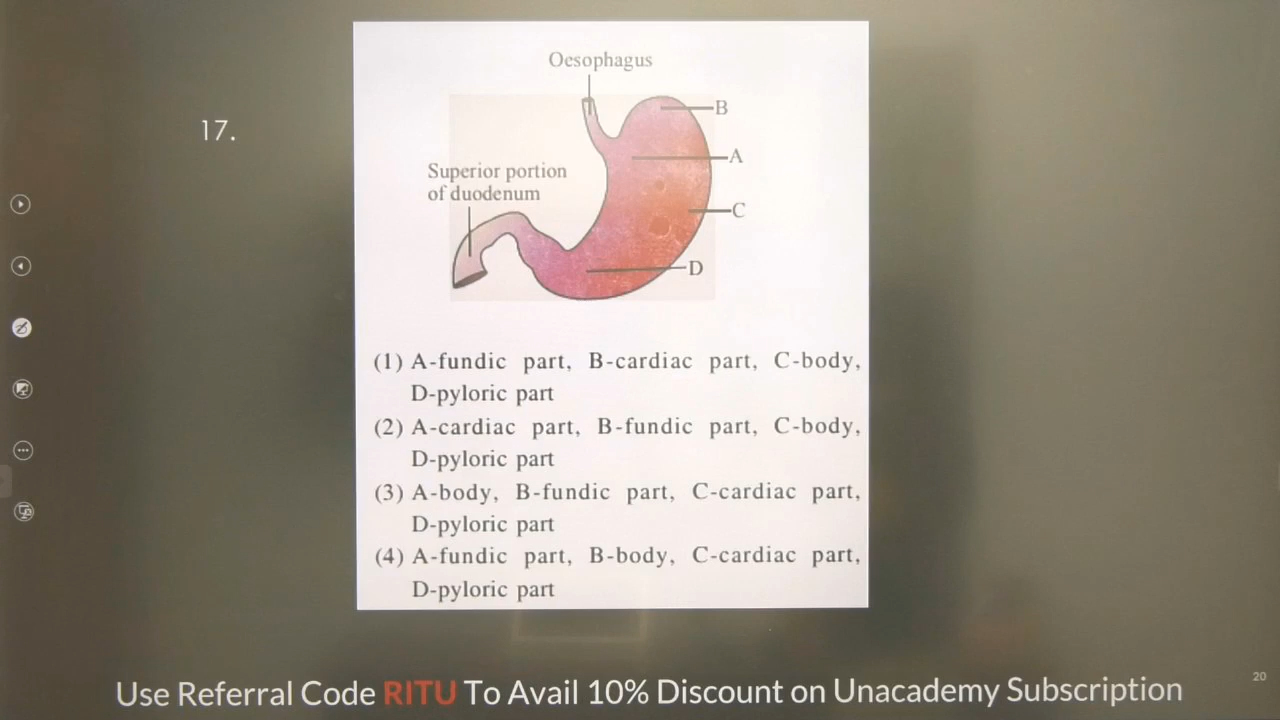 17.
Oesophagus
B
A
Superior portion
of duodenum
C
D
(1) A-fundic part, B-cardiac part, C-body,
D-pyloric part
(2) A-cardiac part, B-fundic part, C-body,
D-pyloric part
(3) A-body, B-fundic part, C-cardiac part,
D-pyloric part
(4) A-fundic part, B-body, C-cardiac part,
D-pyloric part
Use Referral Code RITU To Avail 10% Discount on Unacademy Subscription
20